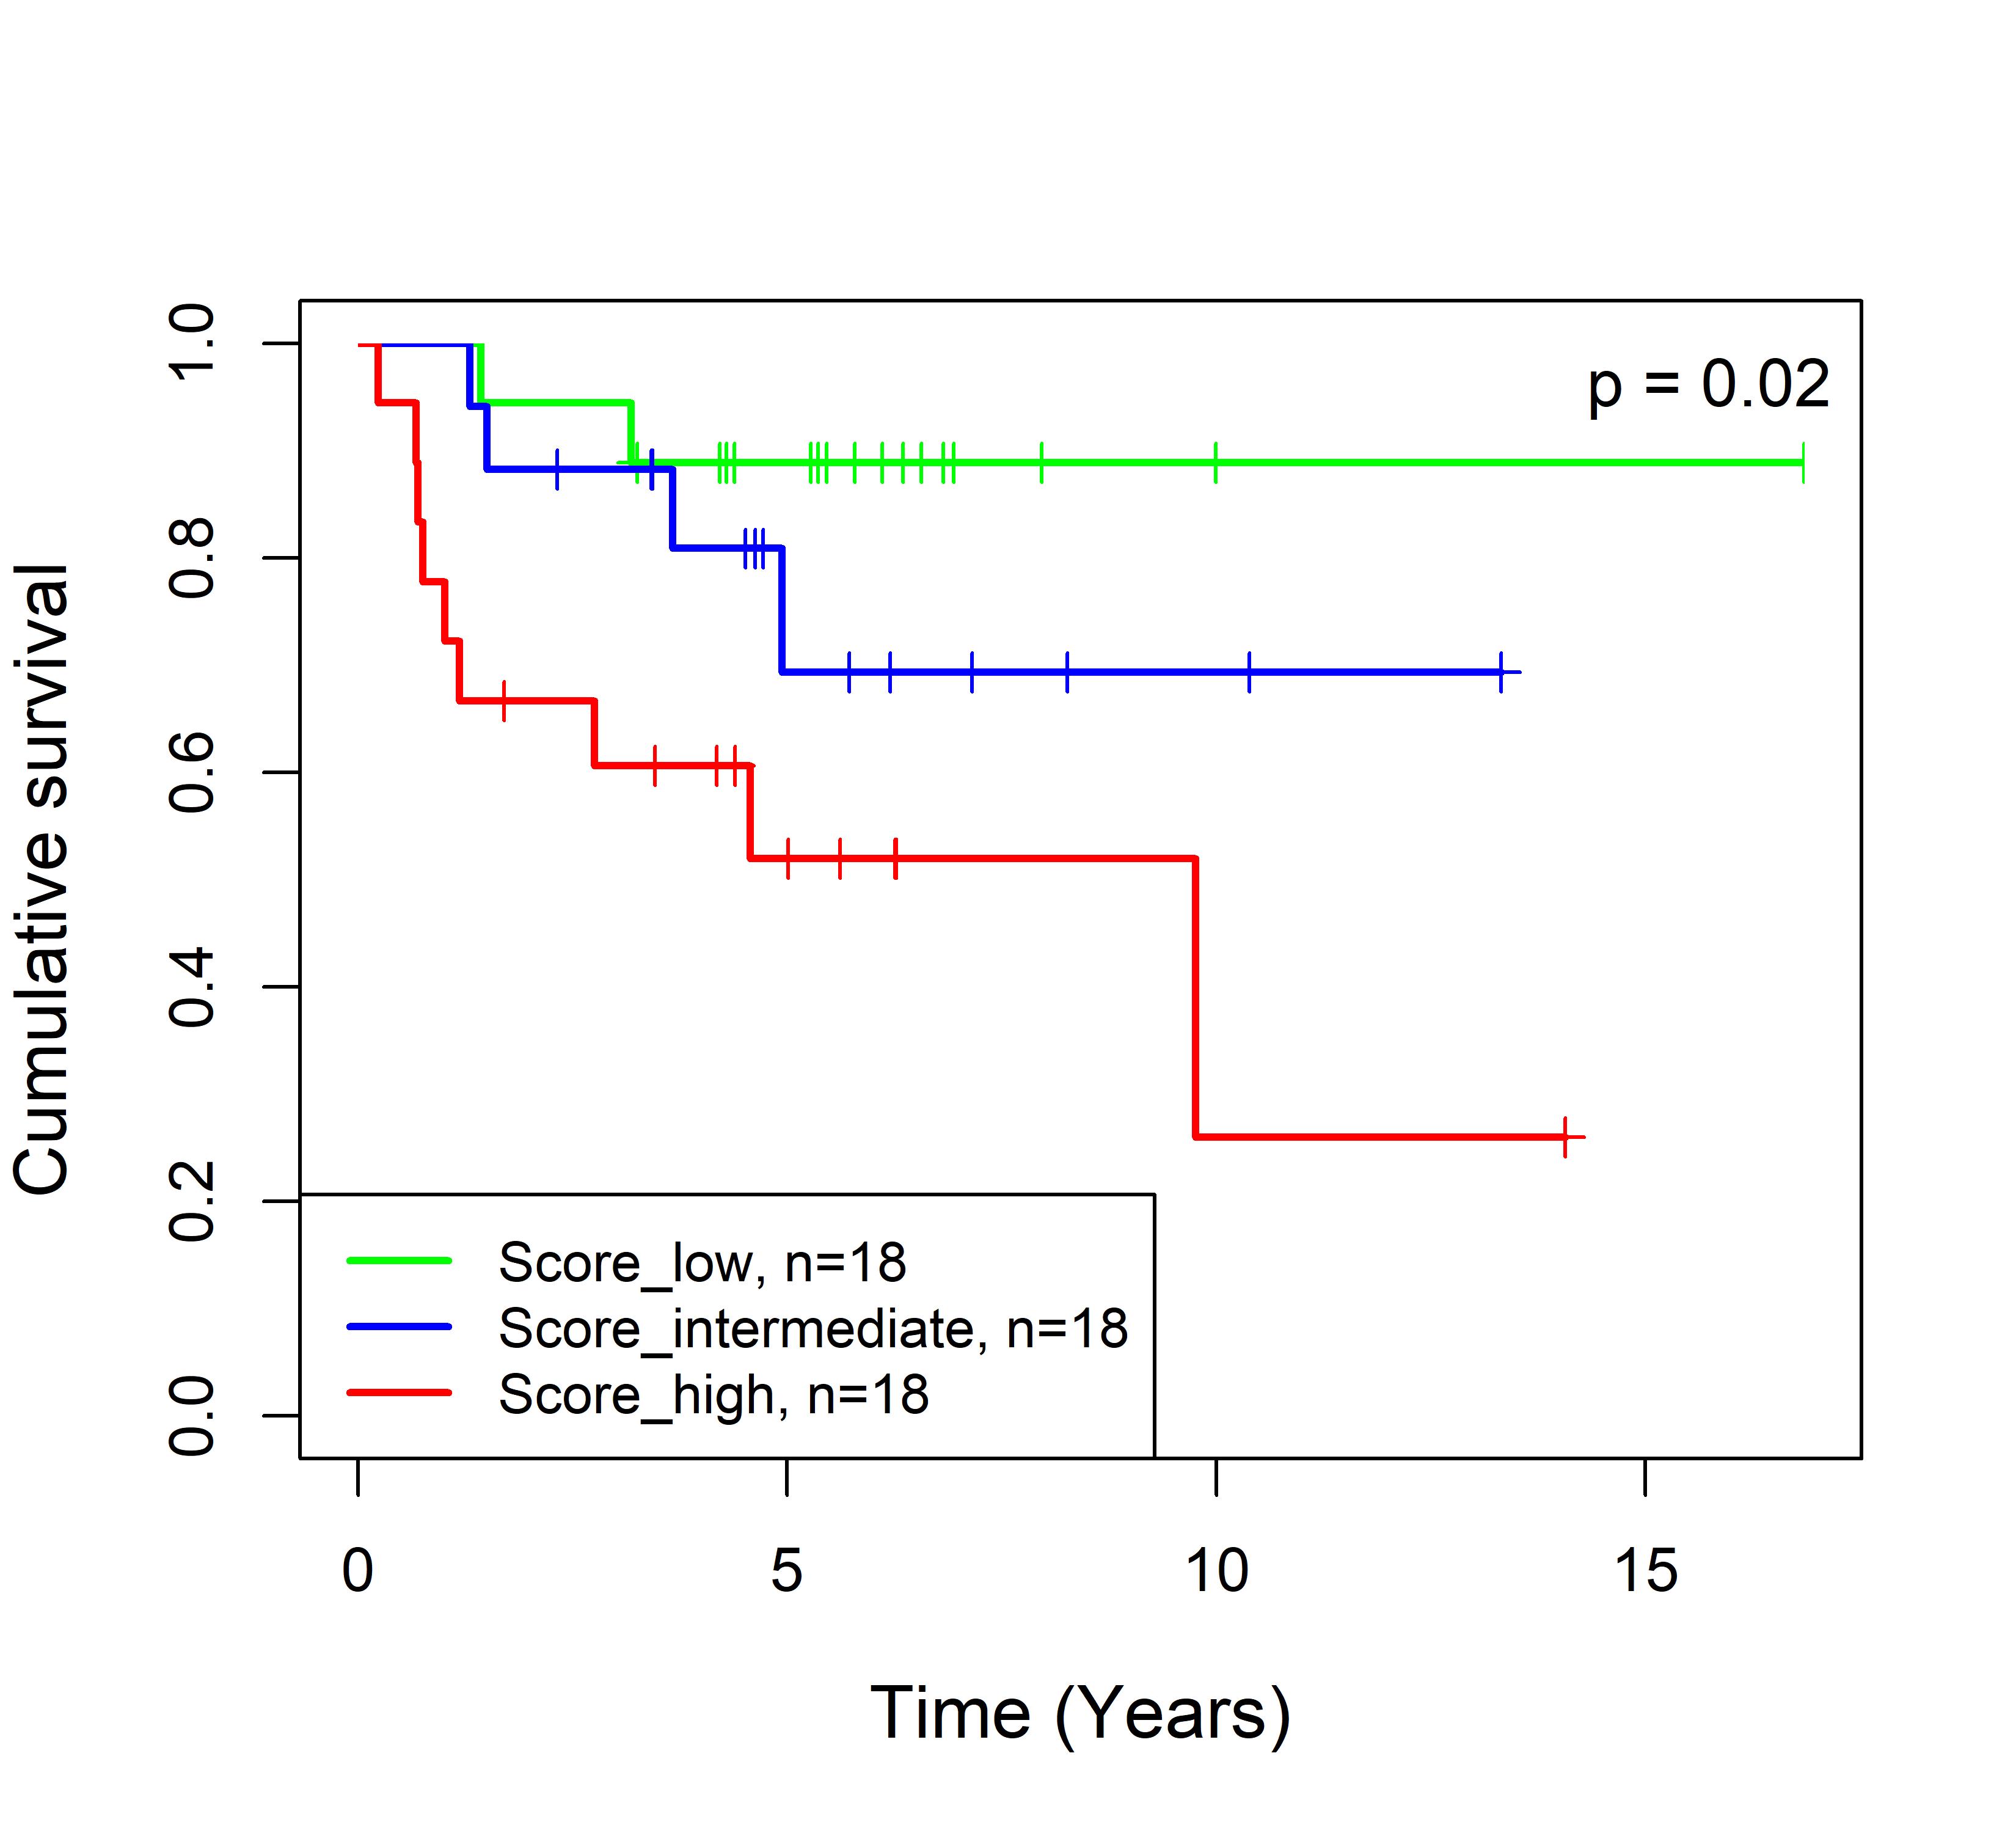 Cumulative survival
1.0
0.8
0.6
0.4
0.2
0.0
p = 0.02
Score_low, n=18
Score_intermediate, n=18
Score_high, n=18
0 5 10 15
Time (Years)